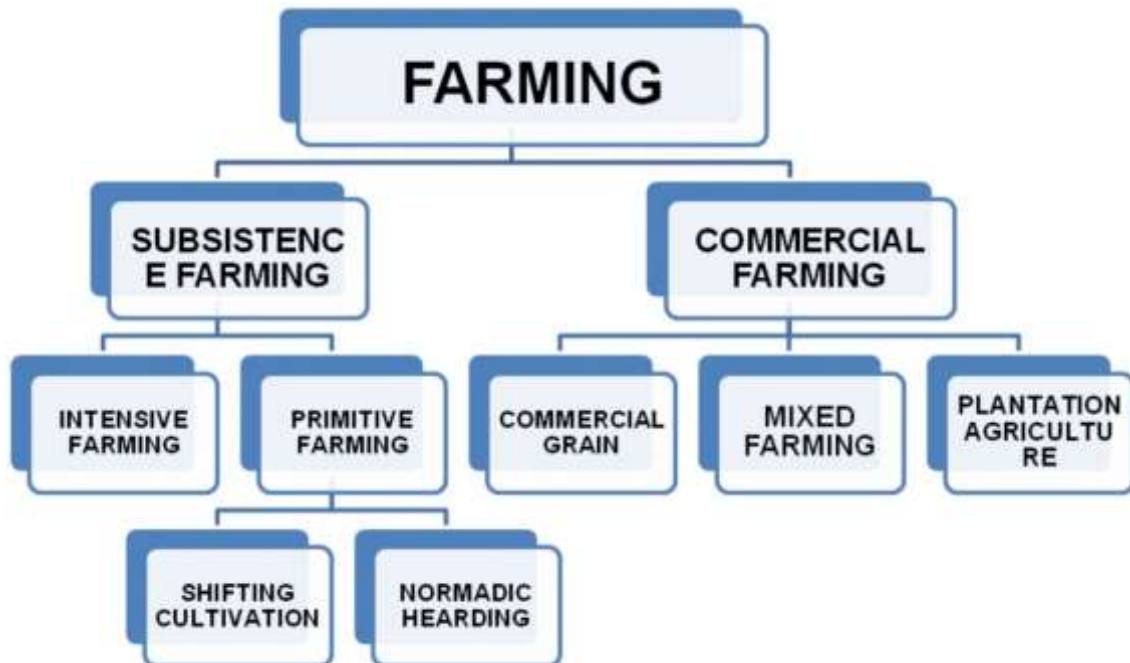 FARMING
SUBSISTENC
E FARMING
COMMERCIAL
FARMING
INTENSIVE
FARMING
PRIMITIVE
FARMING
COMMERCIAL
GRAIN
MIXED
FARMING
PLANTATION
AGRICULTU
RE
SHIFTING
CULTIVATION
NORMADIC
HEARDING